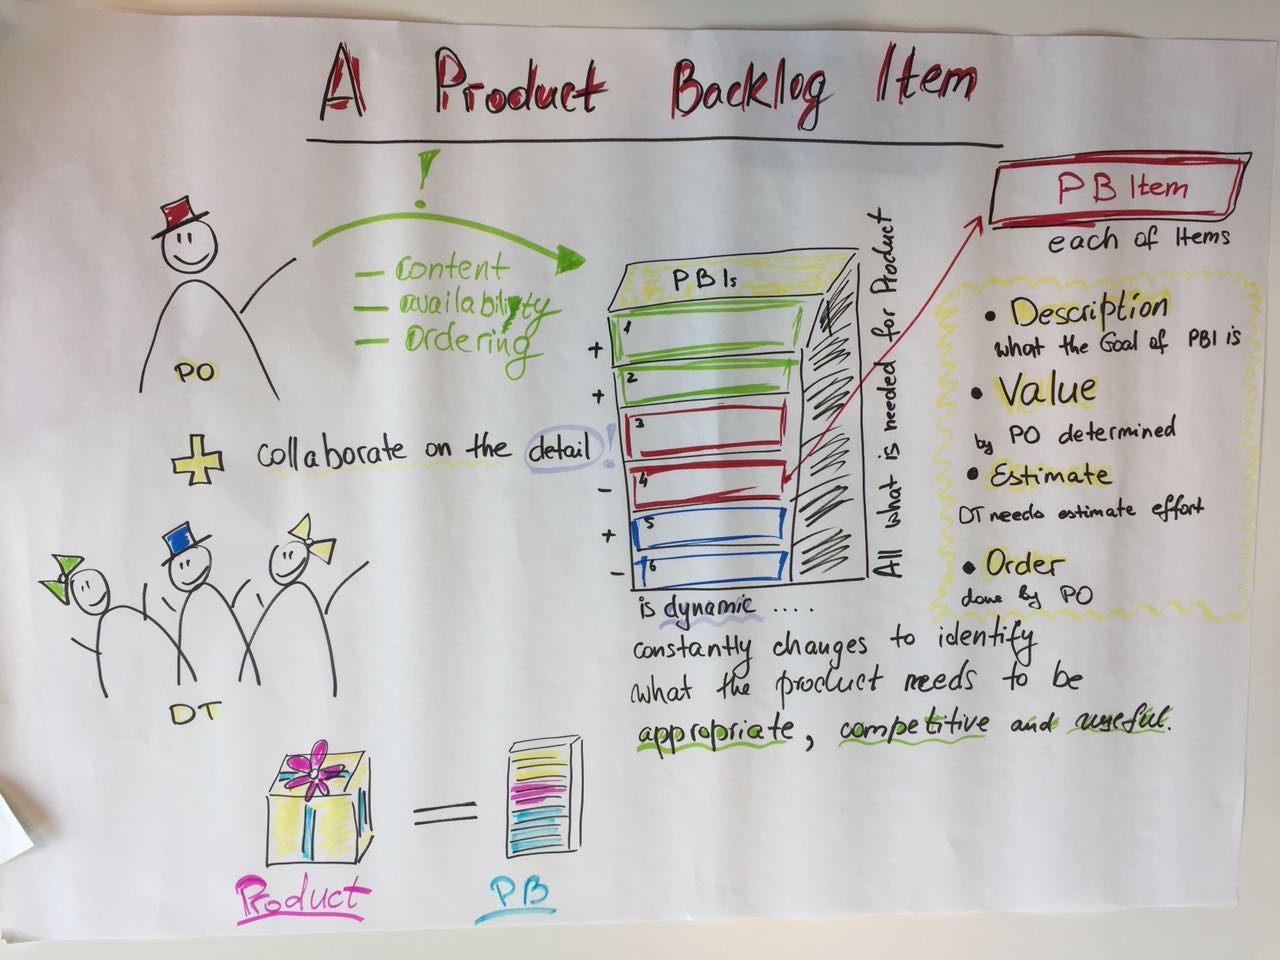 A Product Backlog Item
!
PO
— content
— availability
— ordering
collaborate on the detail !
DT
PBIs
1
+
2
+
3
4
-
5
+
6
-
All what is needed for Product
is dynamic ....
constantly changes to identify
what the product needs to be
appropriate, competitive and useful.
PB Item
each of Items
• Description
what the Goal of PBI is
• Value
by PO determined
• Estimate
DT needs estimate effort
• Order
done by PO
Product = PB